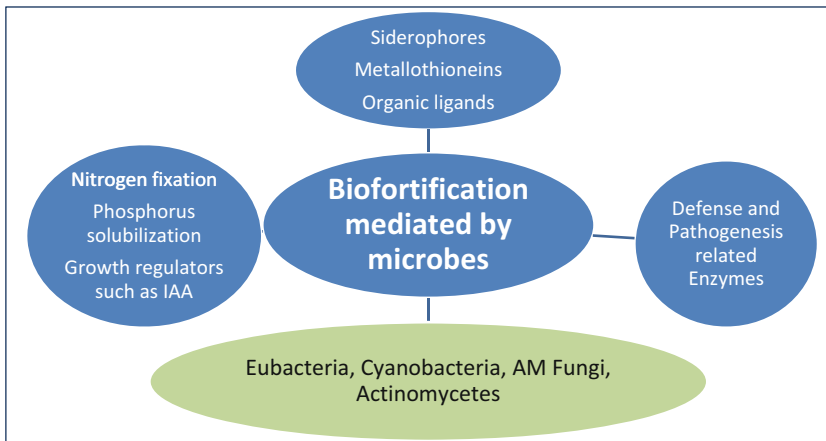 Siderophores
Metallothioneins
Organic ligands
Nitrogen fixation
Phosphorus
solubilization
Growth regulators
such as IAA
Biofortification
mediated by
microbes
Defense and
Pathogenesis
related
Enzymes
Eubacteria, Cyanobacteria, AM Fungi,
Actinomycetes